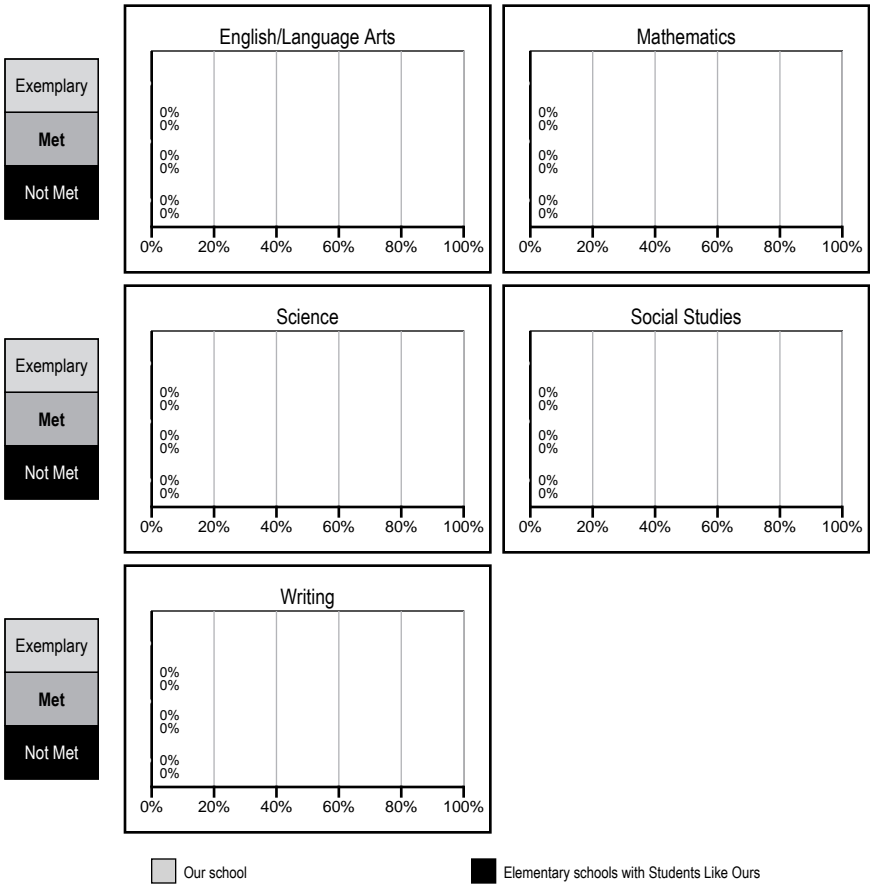 English/Language Arts
Exemplary
Met
Not Met
0%
0%
0%
0%
0%
0%
0% 20% 40% 60% 80% 100%
Mathematics
0%
0%
0%
0%
0%
0%
0% 20% 40% 60% 80% 100%
Science
Exemplary
Met
Not Met
0%
0%
0%
0%
0%
0%
0% 20% 40% 60% 80% 100%
Social Studies
0%
0%
0%
0%
0%
0%
0% 20% 40% 60% 80% 100%
Writing
Exemplary
Met
Not Met
0%
0%
0%
0%
0%
0%
0% 20% 40% 60% 80% 100%
Our school
Elementary schools with Students Like Ours